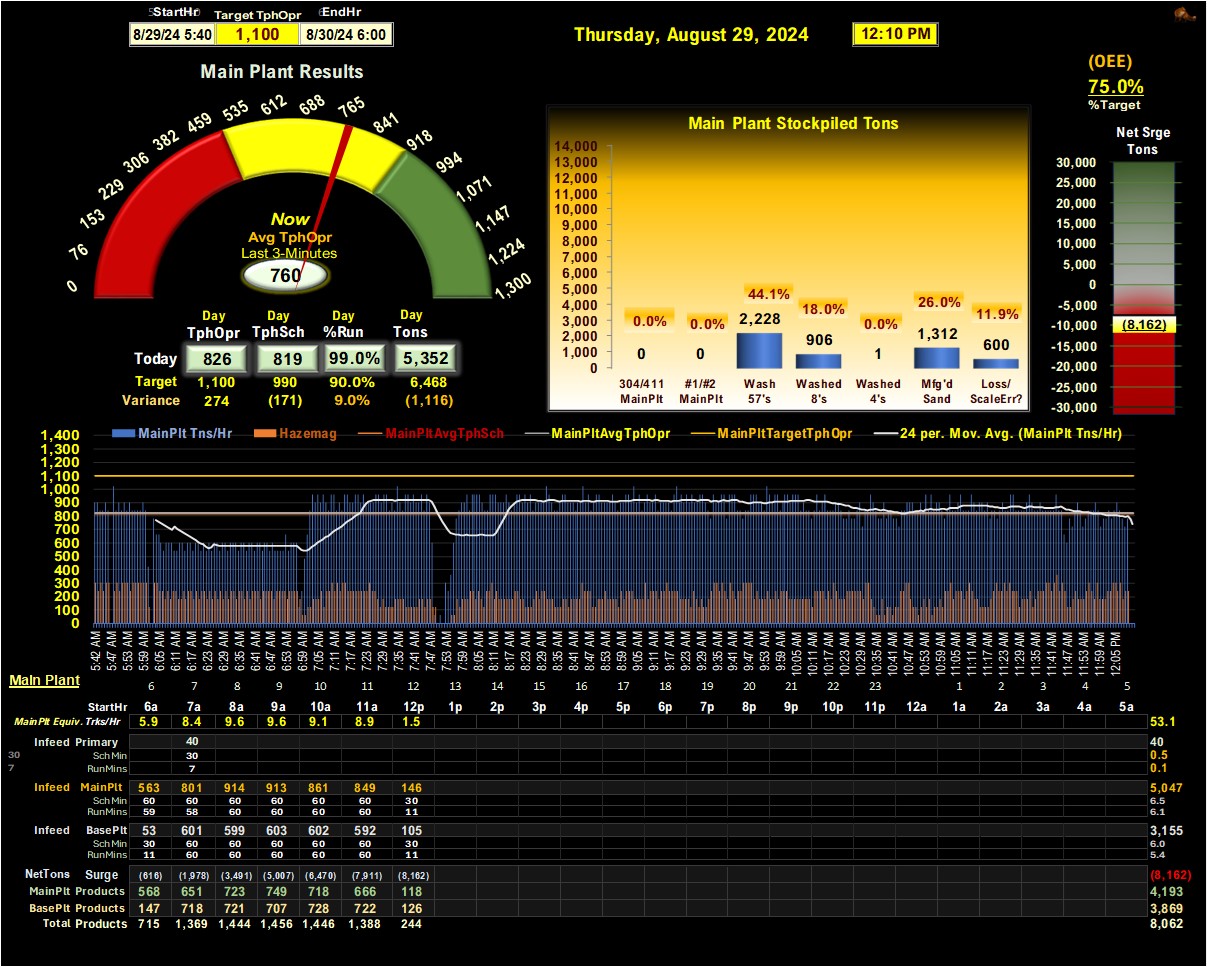 StartHr Target TphOpr EndHr
8/29/24 5:40 1,100 8/30/24 6:00
Thursday, August 29, 2024 12:10 PM
(OEE)
75.0%
%Target
Main Plant Results
0 76 153 229 306 382 459 535 612 688 765 841 918 994 1,071 1,147 1,224 1,300
Now
Avg TphOpr
Last 3-Minutes
760
Day Day Day Day
TphOpr TphSch %Run Tons
Today 826 819 99.0% 5,352
Target 1,100 990 90.0% 6,468
Variance 274 (171) 9.0% (1,116)
Main Plant Stockpiled Tons
14,000
13,000
12,000
11,000
10,000
9,000
8,000
7,000
6,000
5,000
4,000
3,000
2,000
1,000
0
0.0% 0.0% 44.1% 18.0% 0.0% 26.0% 11.9%
0 0 2,228 906 1 1,312 600
304/411 #1/#2 Wash Washed Washed Mfg'd Loss/
MainPlt MainPlt 57's 8's 4's Sand ScaleErr?
Net Srge
Tons
30,000
25,000
20,000
15,000
10,000
5,000
0
-5,000
-10,000
-15,000
-20,000
-25,000
-30,000
(8,162)
MainPlt Tns/Hr Hazemag MainPltAvgTphSch MainPltAvgTphOpr MainPltTargetTphOpr 24 per. Mov. Avg. (MainPlt Tns/Hr)
1,400
1,300
1,200
1,100
1,000
900
800
700
600
500
400
300
200
100
0
5:42 AM 5:47 AM 5:53 AM 5:59 AM 6:05 AM 6:11 AM 6:17 AM 6:23 AM 6:29 AM 6:35 AM 6:41 AM 6:47 AM 6:53 AM 6:59 AM 7:05 AM 7:11 AM 7:17 AM 7:23 AM 7:29 AM 7:35 AM 7:41 AM 7:47 AM 7:53 AM 7:59 AM 8:05 AM 8:11 AM 8:17 AM 8:23 AM 8:29 AM 8:35 AM 8:41 AM 8:47 AM 8:53 AM 8:59 AM 9:05 AM 9:11 AM 9:17 AM 9:23 AM 9:29 AM 9:35 AM 9:41 AM 9:47 AM 9:53 AM 9:59 AM 10:05 AM 10:11 AM 10:17 AM 10:23 AM 10:29 AM 10:35 AM 10:41 AM 10:47 AM 10:53 AM 10:59 AM 11:05 AM 11:11 AM 11:17 AM 11:23 AM 11:29 AM 11:35 AM 11:41 AM 11:47 AM 11:53 AM 11:59 AM 12:05 PM
Main Plant
6 7 8 9 10 11 12 13 14 15 16 17 18 19 20 21 22 23 1 2 3 4 5
StartHr 6a 7a 8a 9a 10a 11a 12p 1p 2p 3p 4p 5p 6p 7p 8p 9p 10p 11p 12a 1a 2a 3a 4a 5a
MainPlt Equiv. Trks/Hr 5.9 8.4 9.6 9.6 9.1 8.9 1.5 53.1
Infeed Primary 40 40
30 Sch Min 30 0.5
7 RunMins 7 0.1
Infeed MainPlt 563 801 914 913 861 849 146 5,047
Sch Min 60 60 60 60 60 60 30 6.5
RunMins 59 58 60 60 60 60 11 6.1
Infeed BasePlt 53 601 599 603 602 592 105 3,155
Sch Min 30 60 60 60 60 60 30 6.0
RunMins 11 60 60 60 60 60 11 5.4
NetTons Surge (616) (1,978) (3,491) (5,007) (6,470) (7,911) (8,162) (8,162)
MainPlt Products 568 651 723 749 718 666 118 4,193
BasePlt Products 147 718 721 707 728 722 126 3,869
Total Products 715 1,369 1,444 1,456 1,446 1,388 244 8,062